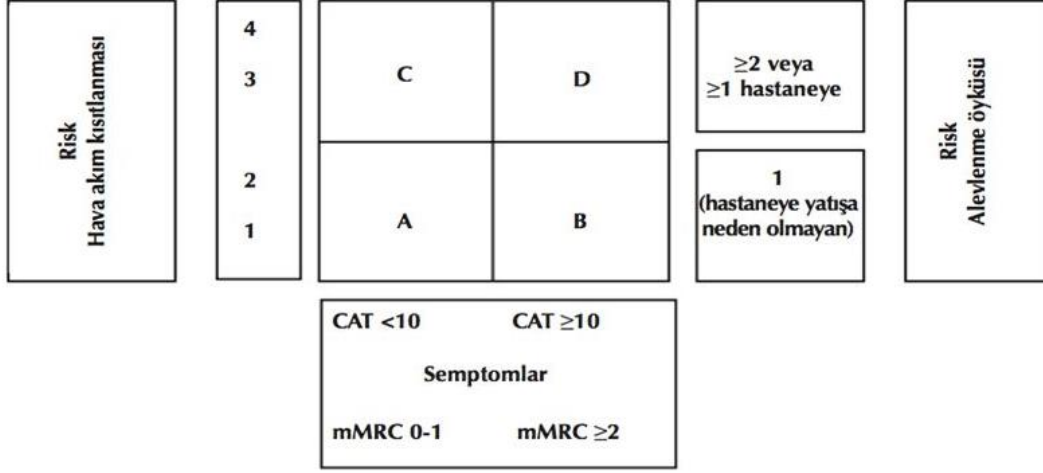 Risk
Hava akım kısıtlanması
4
3
2
1
C
D
A
B
≥2 veya
≥1 hastaneye
1
(hastaneye yatışa
neden olmayan)
Risk
Alevlenme öyküsü
CAT <10 CAT ≥10
Semptomlar
mMRC 0-1 mMRC ≥2